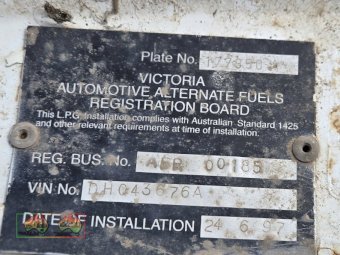 Plate No.
VICTORIA
AUTOMOTIVE ALTERNATE FUELS
REGISTRATION BOARD
This L.P.G. Installation complies with Australian Standard 1425
and other relevant requirements at time of installation.
REG. BUS. No. AFR 00185
VIN No. DH043676A
DATE OF INSTALLATION 24 6 97